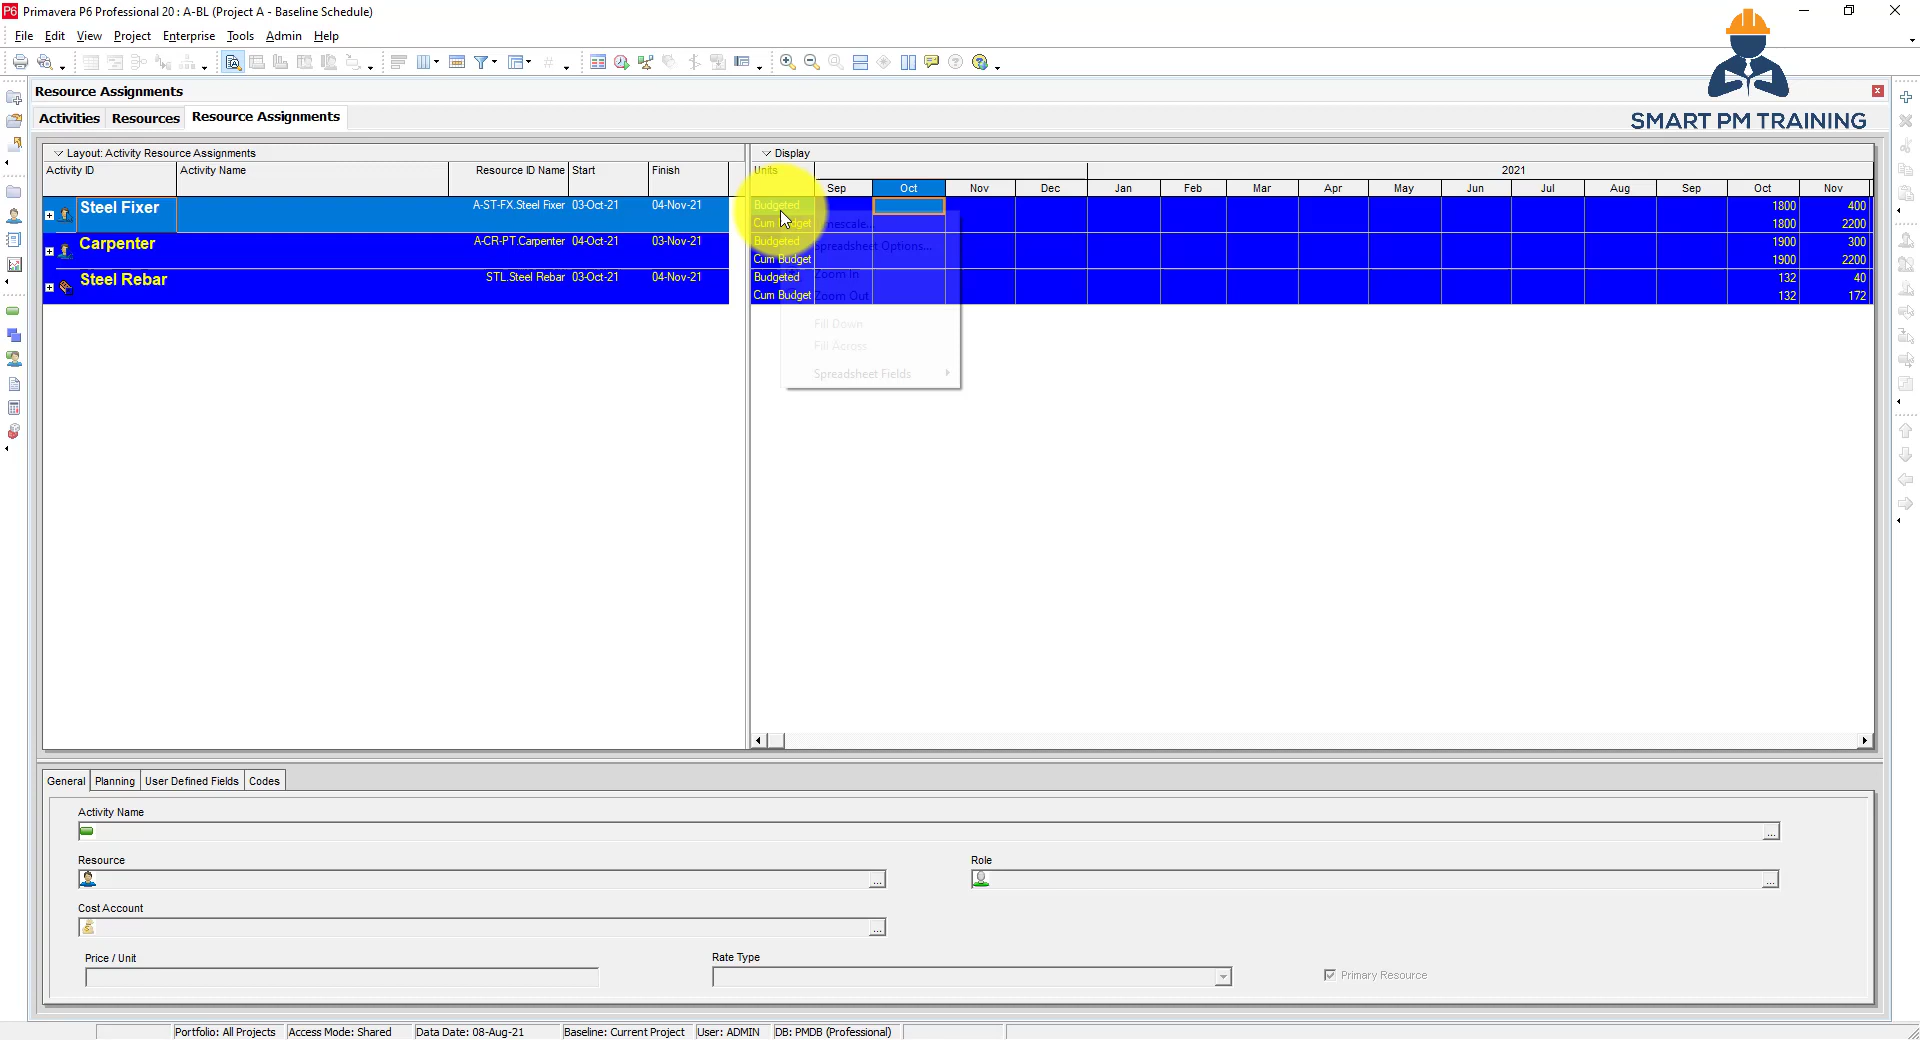 Primavera P6 Professional 20 : A-BL (Project A - Baseline Schedule)
File Edit View Project Enterprise Tools Admin Help
Resource Assignments
SMART PM TRAINING
Activities Resources Resource Assignments
Layout: Activity Resource Assignments
Display
Activity ID Activity Name Resource ID Name Start Finish
Units 2021
Sep Oct Nov Dec Jan Feb Mar Apr May Jun Jul Aug Sep Oct Nov
Steel Fixer A-ST-FX.Steel Fixer 03-Oct-21 04-Nov-21 Budgeted 1800 400
Cum Budget 1800 2200
Carpenter A-CR-PT.Carpenter 04-Oct-21 03-Nov-21 Budgeted 1900 300
Cum Budget 1900 2200
Steel Rebar STL.Steel Rebar 03-Oct-21 04-Nov-21 Budgeted 132 40
Cum Budget 132 172
Spreadsheet Options...
Zoom In
Zoom Out
Fill Down
Fill Across
Spreadsheet Fields
General Planning User Defined Fields Codes
Activity Name
Resource Role
Cost Account
Price / Unit Rate Type Primary Resource
Portfolio: All Projects Access Mode: Shared Data Date: 08-Aug-21 Baseline: Current Project User: ADMIN DB: PMDB (Professional)